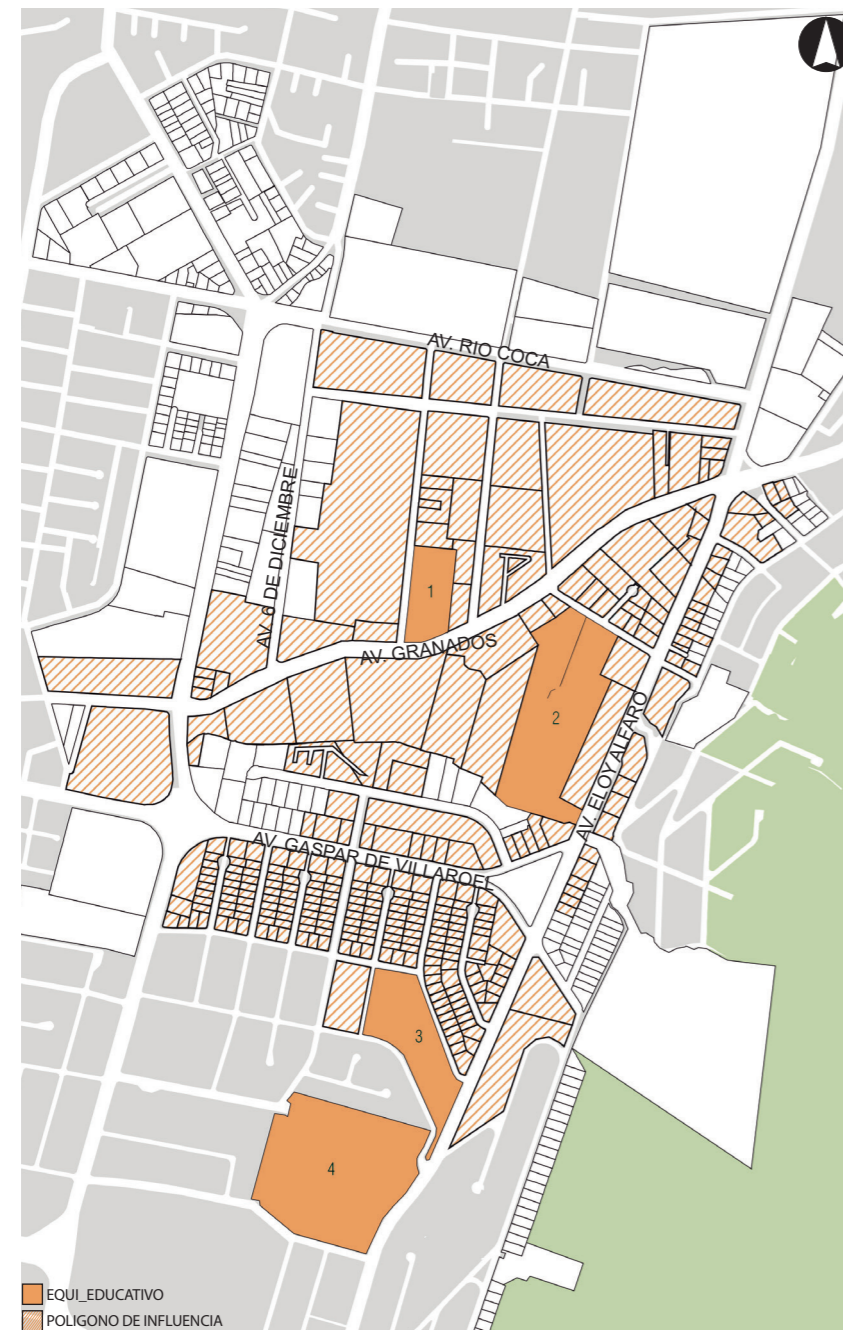 AV. RIO COCA
AV. 6 DE DICIEMBRE
1
AV. GRANADOS
2
AV. ELOY ALFARO
AV. GASPAR DE VILLAROEL
3
4
EQUI_EDUCATIVO
POLIGONO DE INFLUENCIA